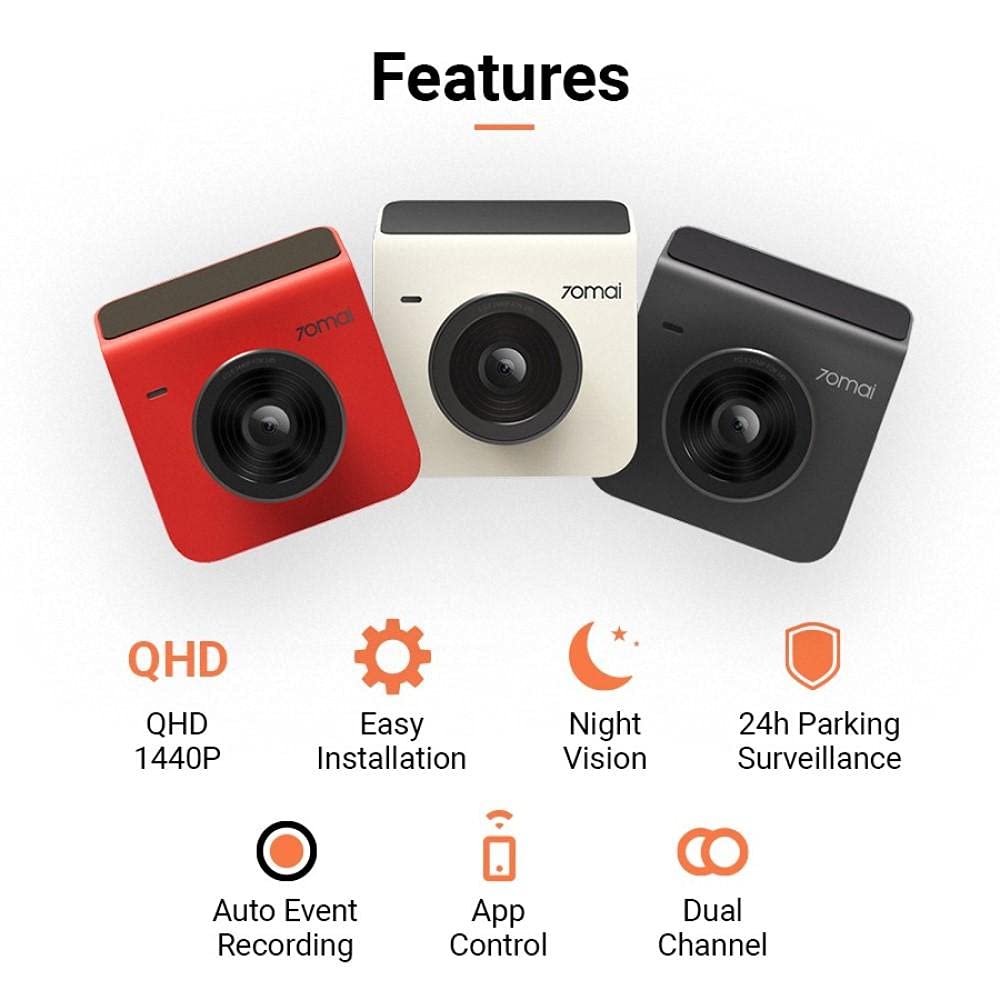 Features
70mai
70mai
70mai
QHD
QHD
1440P
Easy
Installation
Night
Vision
24h Parking
Surveillance
Auto Event
Recording
App
Control
Dual
Channel